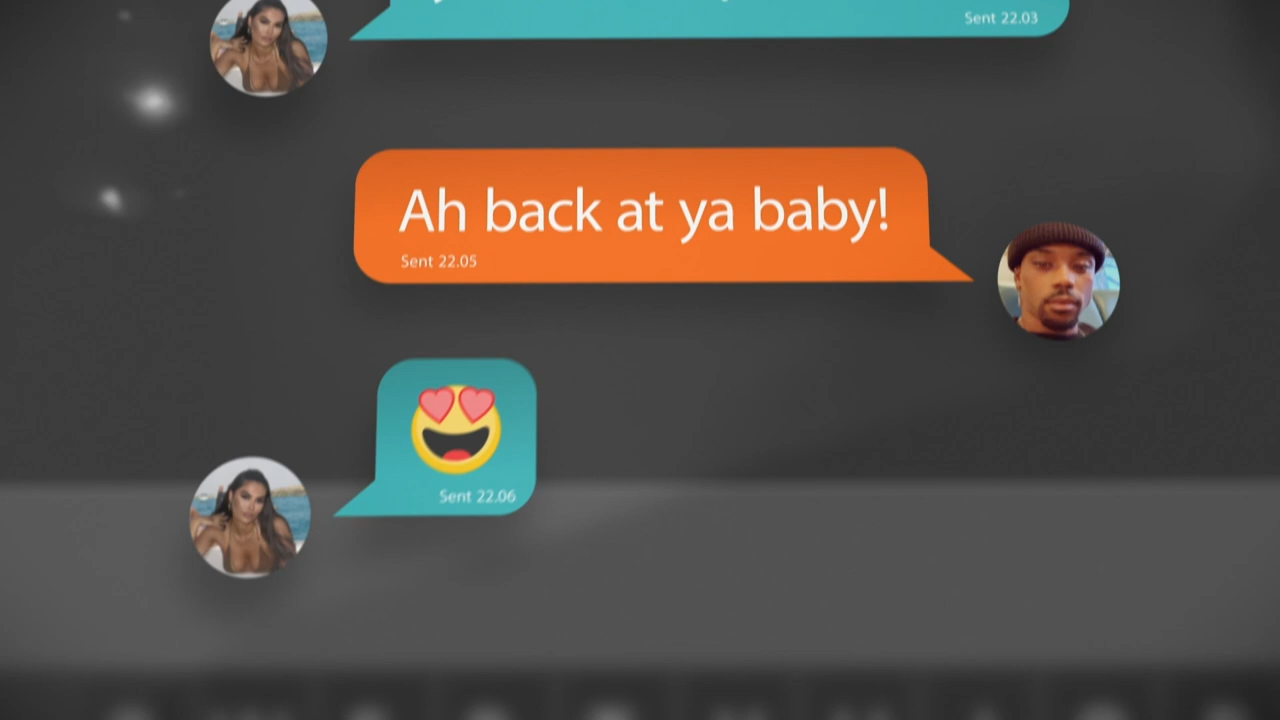 Sent 22.03
Ah back at ya baby!
Sent 22.05
Sent 22.06